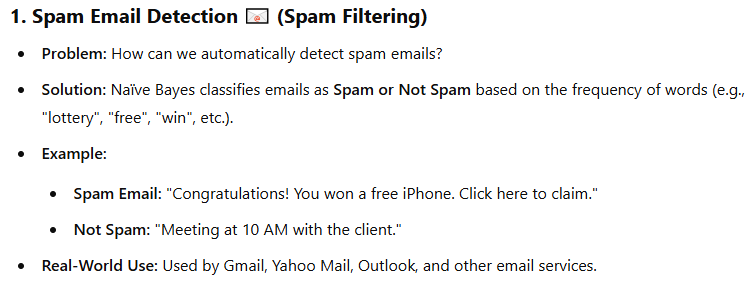 1. Spam Email Detection 📧 (Spam Filtering)
• Problem: How can we automatically detect spam emails?
• Solution: Naïve Bayes classifies emails as Spam or Not Spam based on the frequency of words (e.g.,
"lottery", "free", "win", etc.).
• Example:
• Spam Email: "Congratulations! You won a free iPhone. Click here to claim."
• Not Spam: "Meeting at 10 AM with the client."
• Real-World Use: Used by Gmail, Yahoo Mail, Outlook, and other email services.